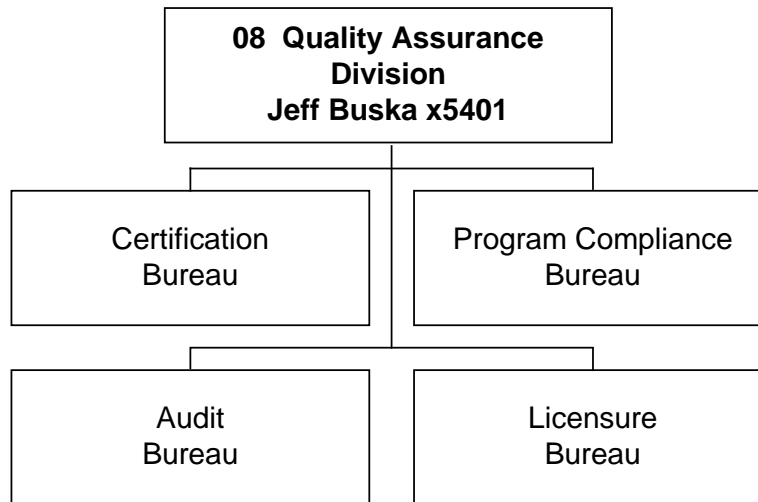 08 Quality Assurance
Division
Jeff Buska x5401
Certification
Bureau
Program Compliance
Bureau
Audit
Bureau
Licensure
Bureau